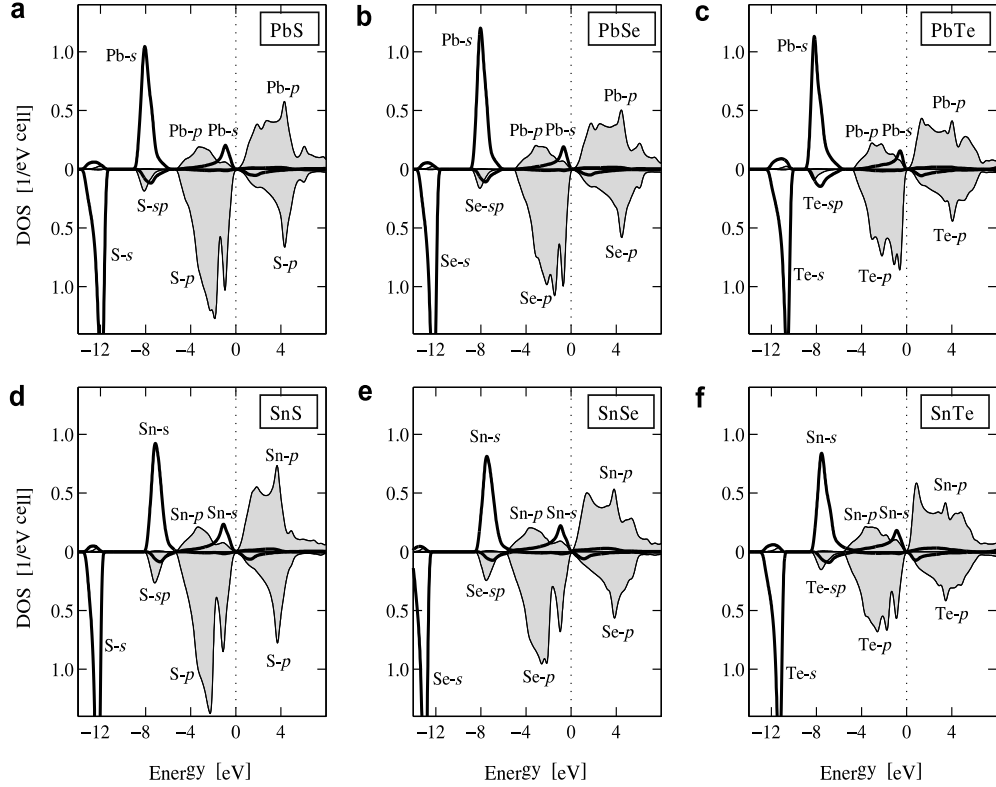 a
PbS
b
PbSe
c
PbTe
DOS [1/eV cell]
1.0
0.5
0
0.5
1.0
Pb-s
Pb-p
Pb-s
Pb-p
S-s
S-sp
S-p
S-p
−12 −8 −4 0 4
1.0
0.5
0
0.5
1.0
Pb-s
Pb-p
Pb-s
Pb-p
Se-s
Se-sp
Se-p
Se-p
−12 −8 −4 0 4
1.0
0.5
0
0.5
1.0
Pb-s
Pb-p
Pb-s
Pb-p
Te-s
Te-sp
Te-p
Te-p
−12 −8 −4 0 4
d
SnS
e
SnSe
f
SnTe
DOS [1/eV cell]
1.0
0.5
0
0.5
1.0
Sn-s
Sn-p
Sn-s
Sn-p
S-s
S-sp
S-p
S-p
−12 −8 −4 0 4
Energy [eV]
1.0
0.5
0
0.5
1.0
Sn-s
Sn-p
Sn-s
Sn-p
Se-s
Se-sp
Se-p
Se-p
−12 −8 −4 0 4
Energy [eV]
1.0
0.5
0
0.5
1.0
Sn-s
Sn-p
Sn-s
Sn-p
Te-s
Te-sp
Te-p
Te-p
−12 −8 −4 0 4
Energy [eV]